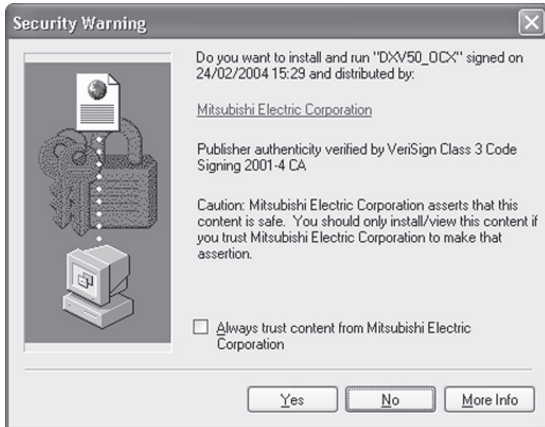 Security Warning
Do you want to install and run "DXV50_OCX" signed on
24/02/2004 15:29 and distributed by:
Mitsubishi Electric Corporation
Publisher authenticity verified by VeriSign Class 3 Code
Signing 2001-4 CA
Caution: Mitsubishi Electric Corporation asserts that this
content is safe. You should only install/view this content if
you trust Mitsubishi Electric Corporation to make that
assertion.
Always trust content from Mitsubishi Electric
Corporation
Yes
No
More Info